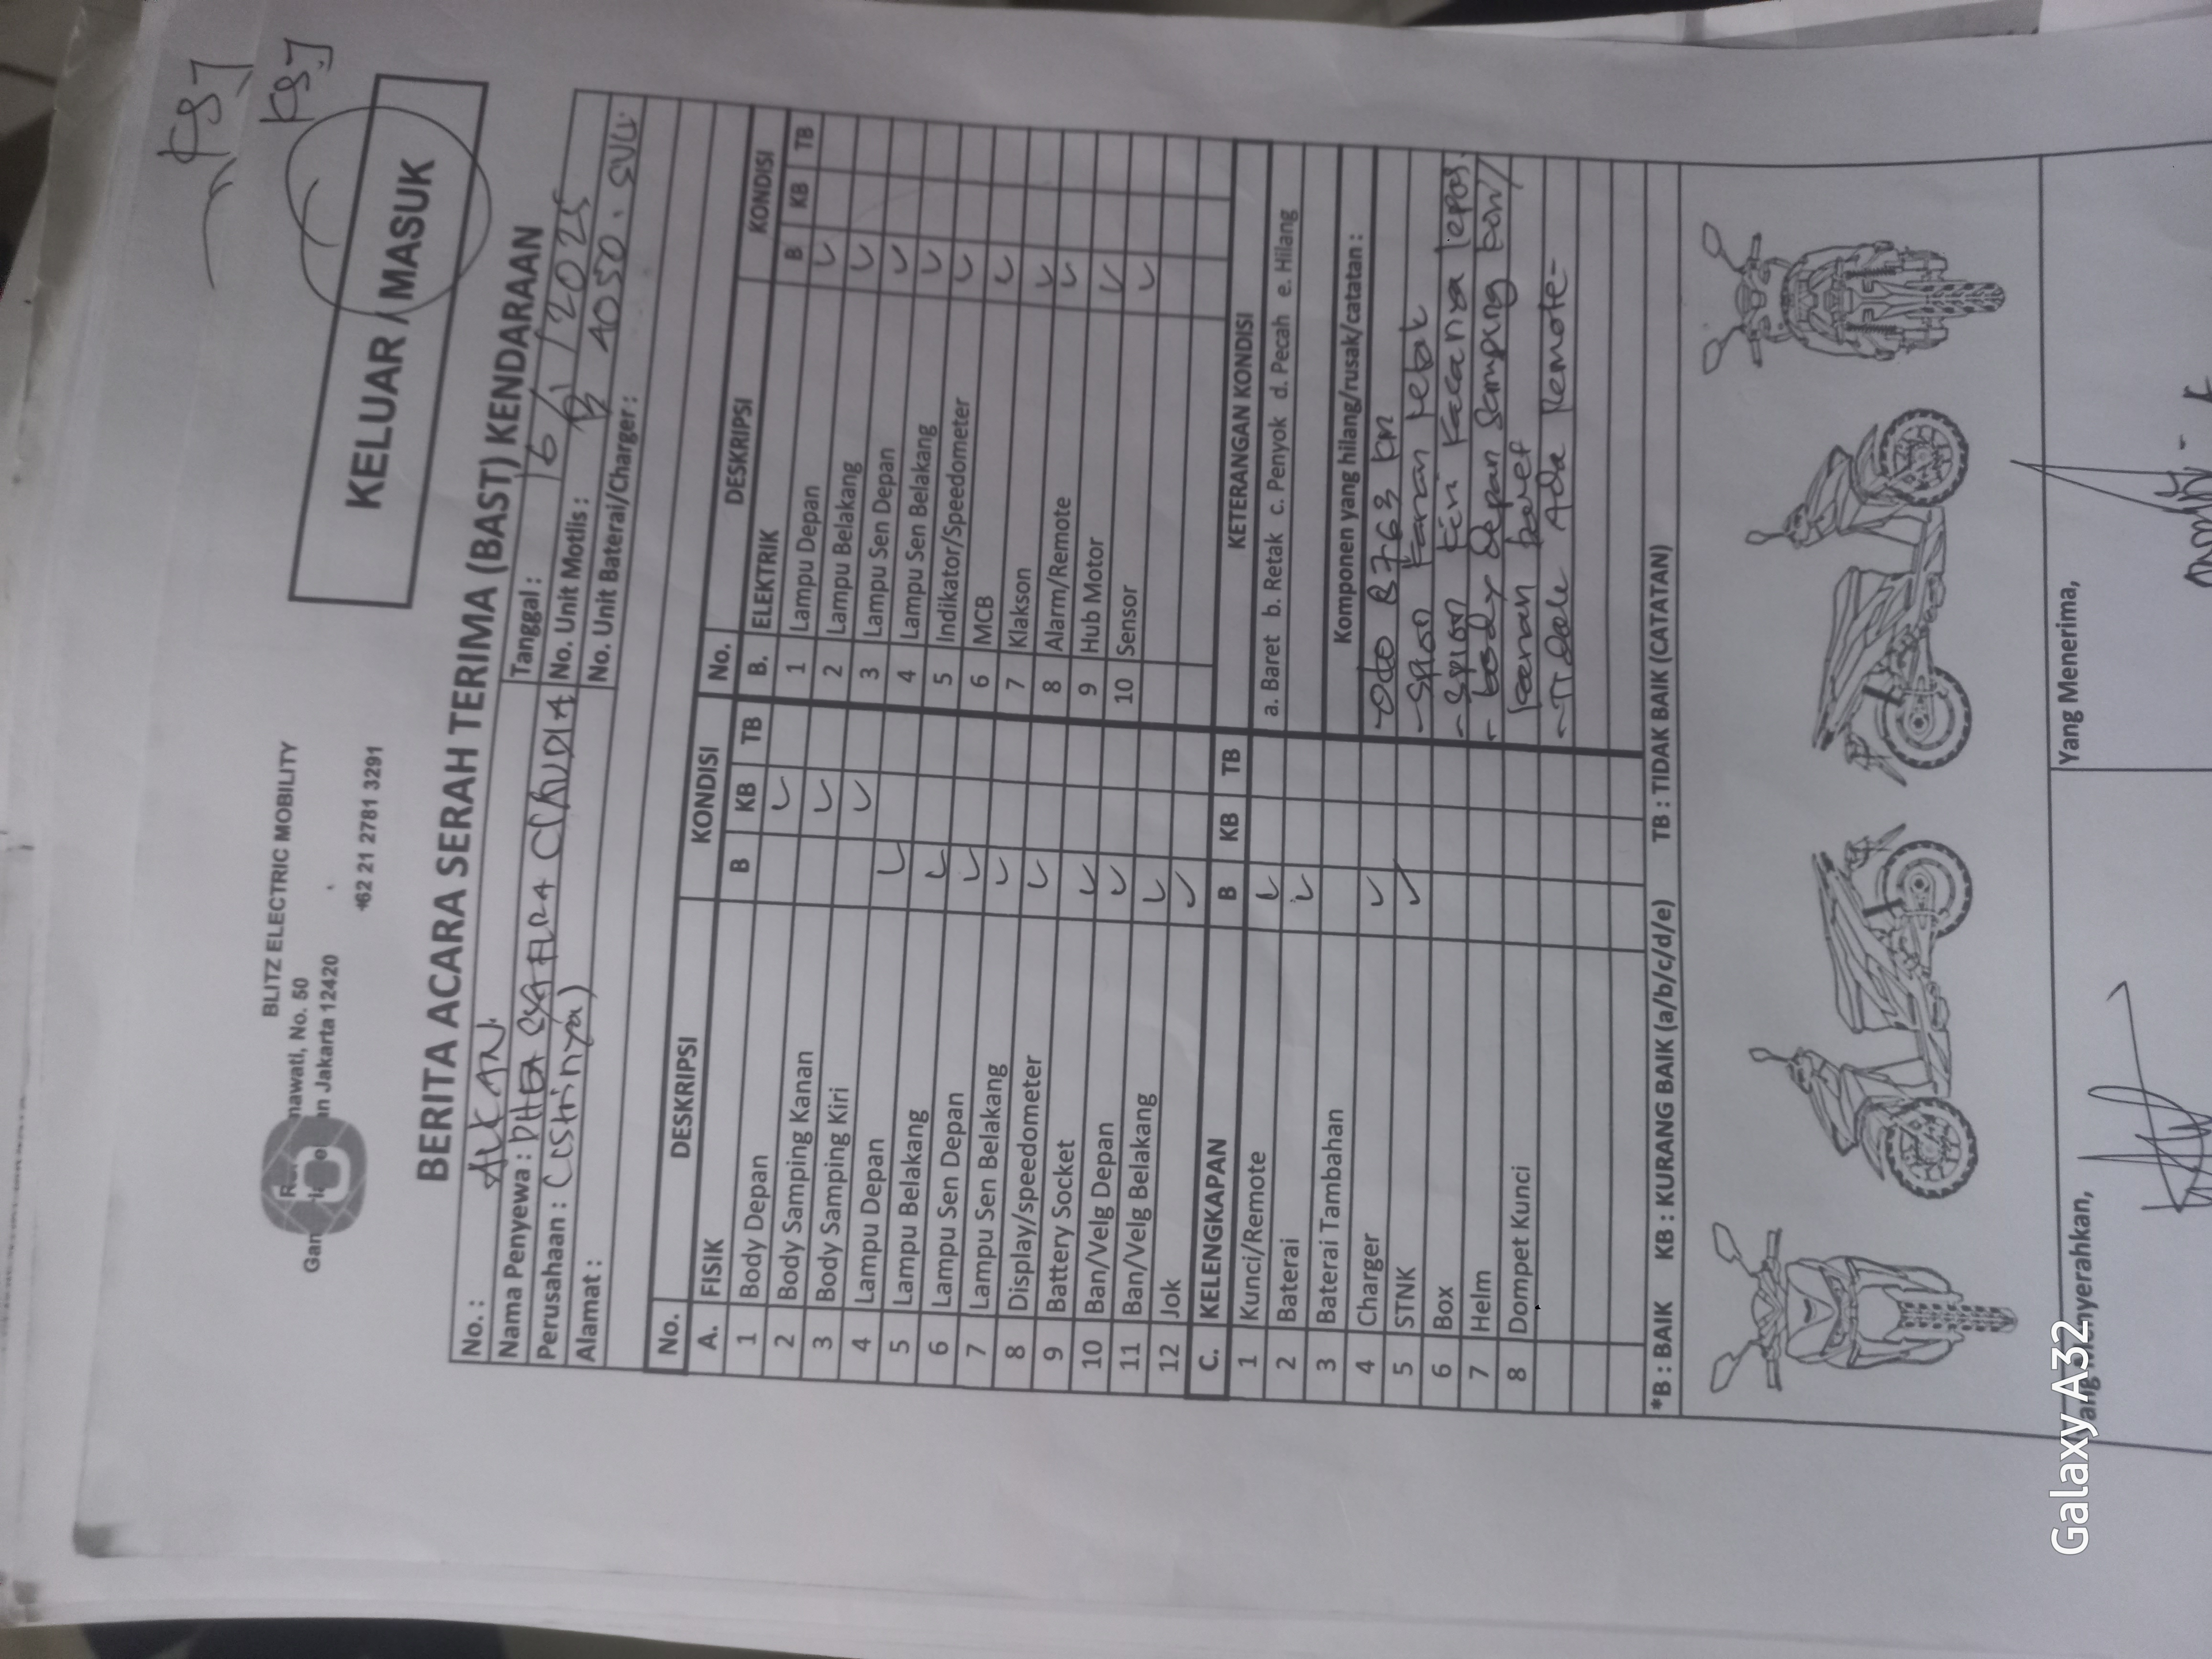 KSJ
KSJ
BLITZ ELECTRIC MOBILITY
nawati, No. 50
Jakarta 12420
+62 21 2781 3291
KELUAR / MASUK
BERITA ACARA SERAH TERIMA (BAST) KENDARAAN
No. : ALKAN.
Tanggal : 16/1/2025
Nama Penyewa : DHEA SYAFLRA CLAUDIA
No. Unit Motlis : B 4050.
Perusahaan : (istrinya)
No. Unit Baterai/Charger :
Alamat :
No. DESKRIPSI KONDISI No. DESKRIPSI KONDISI
A. FISIK B KB TB B. ELEKTRIK B KB TB
1 Body Depan ✓ 1 Lampu Depan ✓
2 Body Samping Kanan ✓ 2 Lampu Belakang ✓
3 Body Samping Kiri ✓ 3 Lampu Sen Depan ✓
4 Lampu Depan ✓ 4 Lampu Sen Belakang ✓
5 Lampu Belakang ✓ 5 Indikator/Speedometer ✓
6 Lampu Sen Depan ✓ 6 MCB ✓
7 Lampu Sen Belakang ✓ 7 Klakson ✓
8 Display/speedometer ✓ 8 Alarm/Remote ✓
9 Battery Socket ✓ 9 Hub Motor ✓
10 Ban/Velg Depan ✓ 10 Sensor ✓
11 Ban/Velg Belakang ✓
12 Jok ✓
C. KELENGKAPAN B KB TB
1 Kunci/Remote ✓
2 Baterai ✓
3 Baterai Tambahan
4 Charger ✓
5 STNK ✓
6 Box
7 Helm
8 Dompet Kunci
KETERANGAN KONDISI
a. Baret b. Retak c. Penyok d. Pecah e. Hilang
Komponen yang hilang/rusak/catatan :
- Odo 8763 km
- Spion kanan retak
- Spion kiri kacanya lepas.
- body depan samping kiri/
kanan baret
- Tidak Ada Remote-
*B : BAIK KB : KURANG BAIK (a/b/c/d/e) TB : TIDAK BAIK (CATATAN)
Yang Menyerahkan,
Yang Menerima,
Galaxy A32